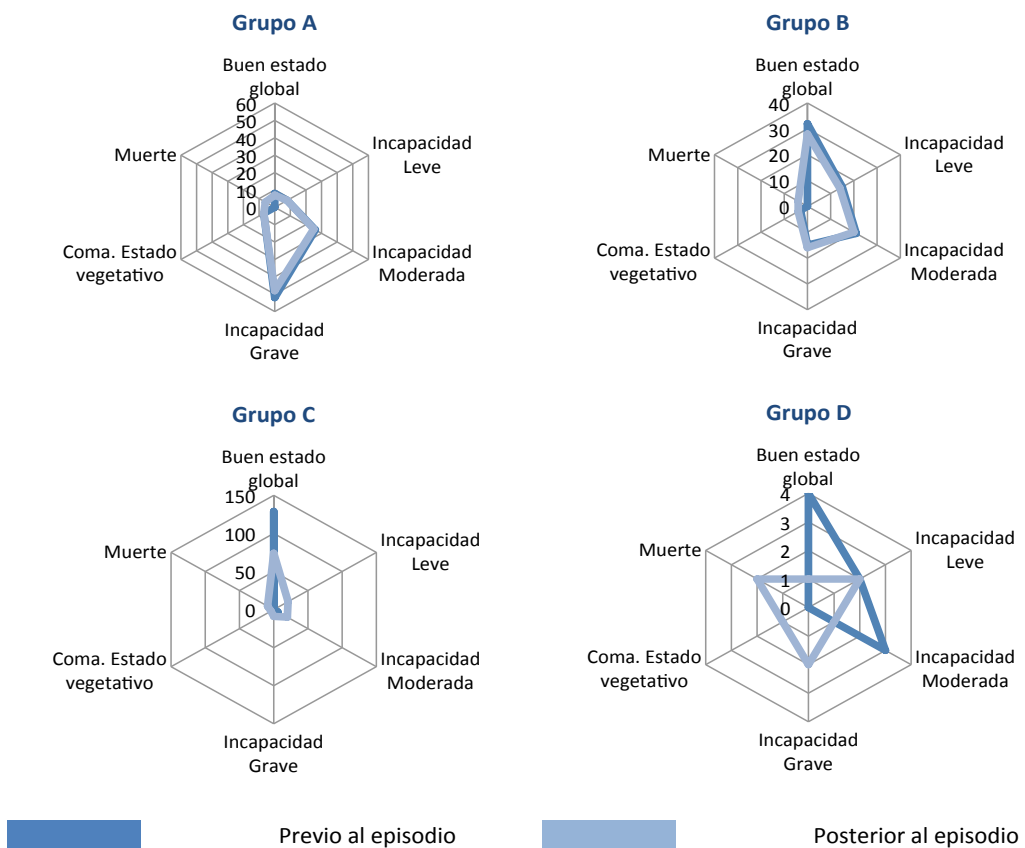 Grupo A
Buen estado
global
60
50
40
30
20
10
0
Incapacidad
Leve
Incapacidad
Moderada
Incapacidad
Grave
Coma. Estado
vegetativo
Muerte
Grupo B
Buen estado
global
40
30
20
10
0
Incapacidad
Leve
Incapacidad
Moderada
Incapacidad
Grave
Coma. Estado
vegetativo
Muerte
Grupo C
Buen estado
global
150
100
50
0
Incapacidad
Leve
Incapacidad
Moderada
Incapacidad
Grave
Coma. Estado
vegetativo
Muerte
Grupo D
Buen estado
global
4
3
2
1
0
Incapacidad
Leve
Incapacidad
Moderada
Incapacidad
Grave
Coma. Estado
vegetativo
Muerte
Previo al episodio
Posterior al episodio